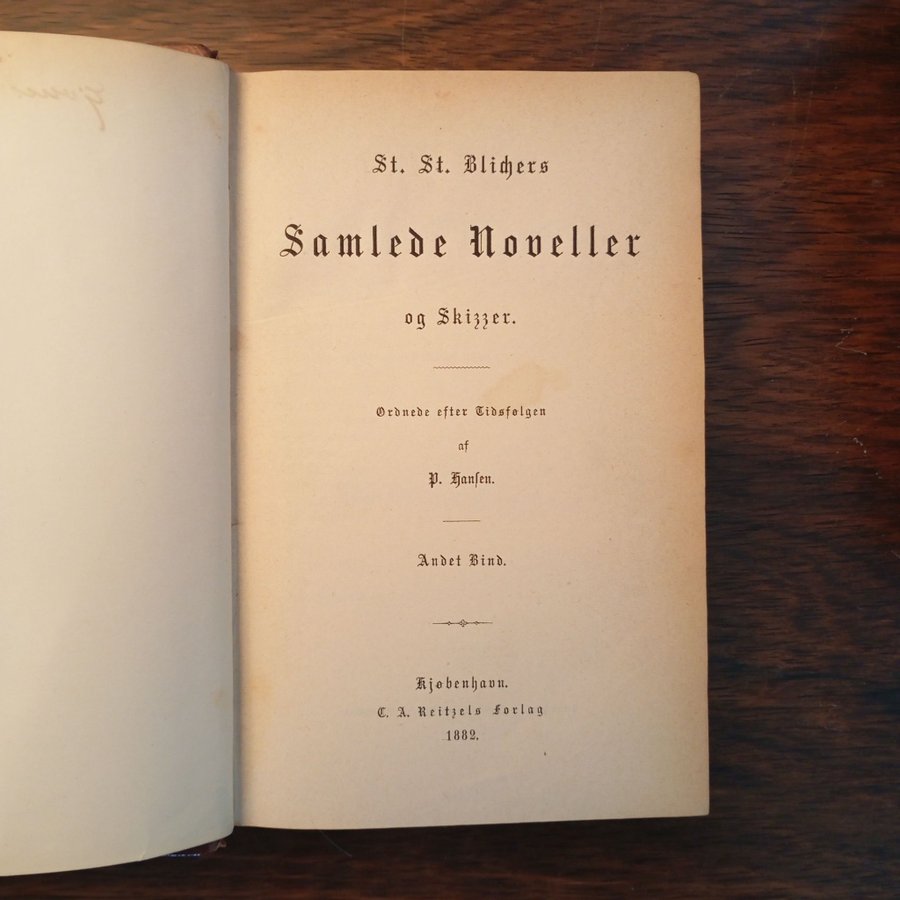 St. St. Blichers
Samlede Noveller
og Skizzer.
Ordnede efter Tidsfølgen
af
P. Hansen.
Andet Bind.
Kjøbenhavn.
C. A. Reitzels Forlag
1882.